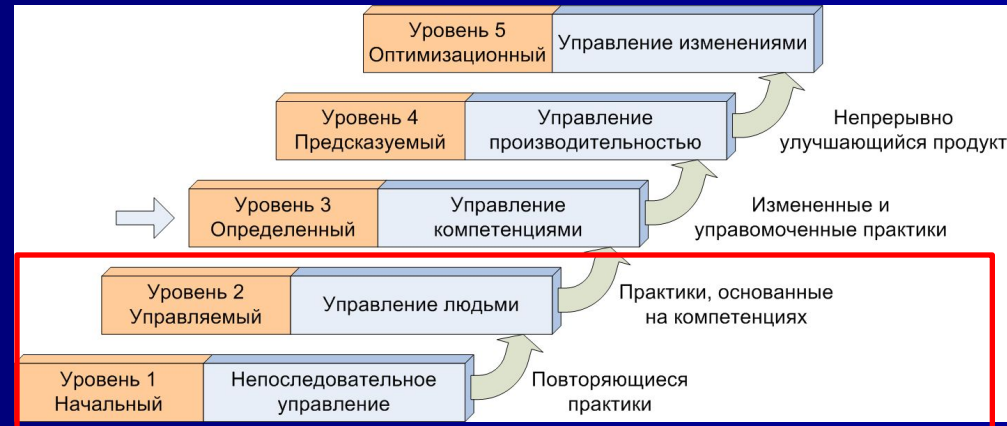 Уровень 5
Оптимизационный
Управление изменениями
Уровень 4
Предсказуемый
Управление
производительностью
Непрерывно
улучшающийся продукт
Уровень 3
Определенный
Управление
компетенциями
Измененные и
управомоченные практики
Уровень 2
Управляемый
Управление людьми
Практики, основанные
на компетенциях
Уровень 1
Начальный
Непоследовательное
управление
Повторяющиеся
практики